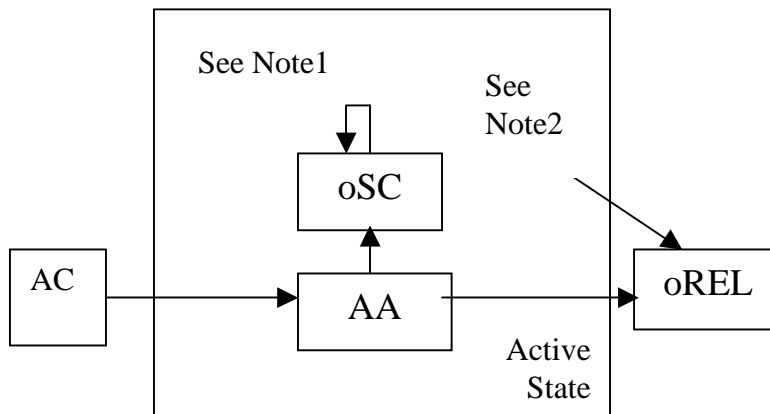 See Note1
See
Note2
oSC
AC
AA
oREL
Active
State